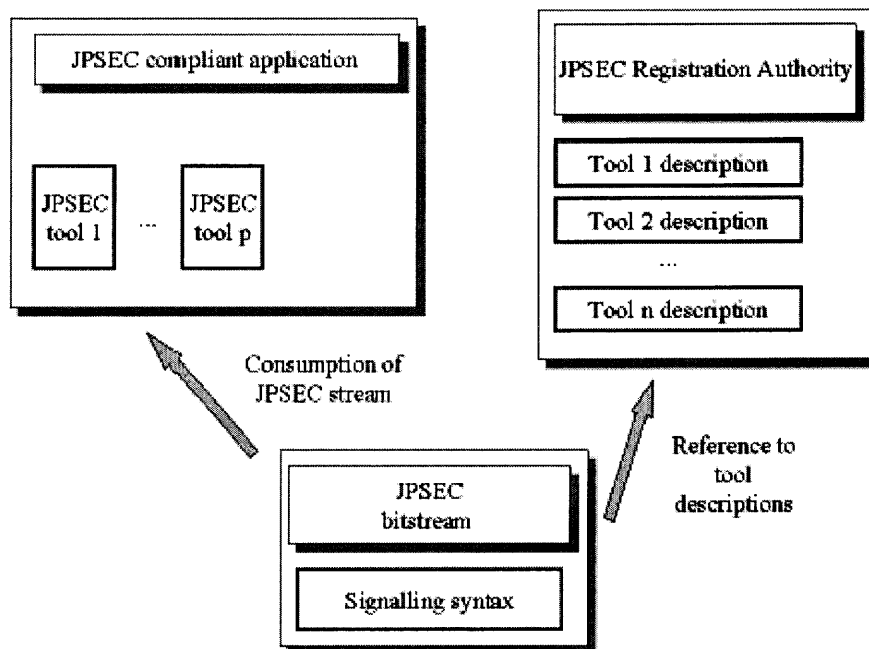 JPSEC compliant application
JPSEC
tool 1
...
JPSEC
tool p
JPSEC Registration Authority
Tool 1 description
Tool 2 description
...
Tool n description
Consumption of
JPSEC stream
Reference to
tool
descriptions
JPSEC
bitstream
Signalling syntax